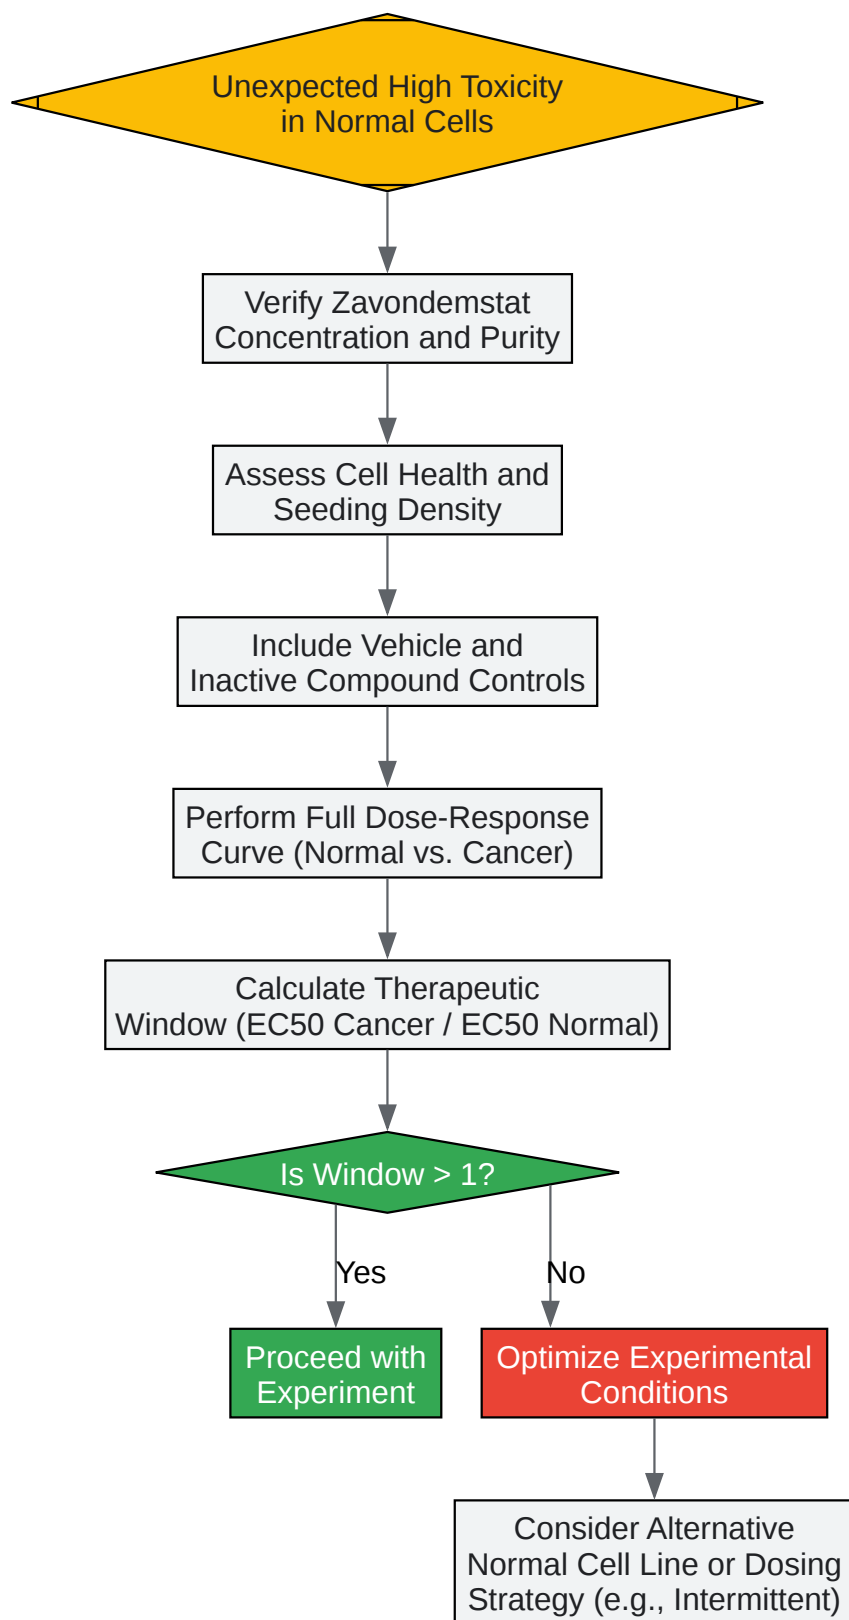 Unexpected High Toxicity
in Normal Cells
Verify Zavondemstat
Concentration and Purity
Assess Cell Health and
Seeding Density
Include Vehicle and
Inactive Compound Controls
Perform Full Dose-Response
Curve (Normal vs. Cancer)
Calculate Therapeutic
Window (EC50 Cancer / EC50 Normal)
Is Window > 1?
Yes
No
Proceed with
Experiment
Optimize Experimental
Conditions
Consider Alternative
Normal Cell Line or Dosing
Strategy (e.g., Intermittent)